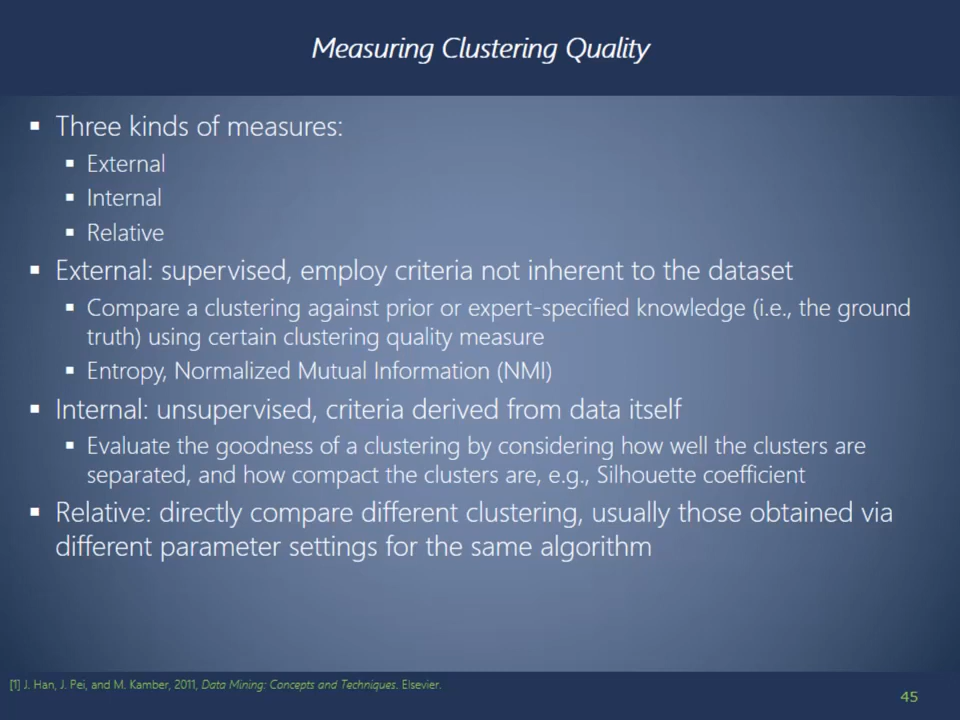 Measuring Clustering Quality
▪ Three kinds of measures:
▪ External
▪ Internal
▪ Relative
▪ External: supervised, employ criteria not inherent to the dataset
▪ Compare a clustering against prior or expert-specified knowledge (i.e., the ground
truth) using certain clustering quality measure
▪ Entropy, Normalized Mutual Information (NMI)
▪ Internal: unsupervised, criteria derived from data itself
▪ Evaluate the goodness of a clustering by considering how well the clusters are
separated, and how compact the clusters are, e.g., Silhouette coefficient
▪ Relative: directly compare different clustering, usually those obtained via
different parameter settings for the same algorithm
[1] J. Han, J. Pei, and M. Kamber, 2011, Data Mining: Concepts and Techniques. Elsevier.
45